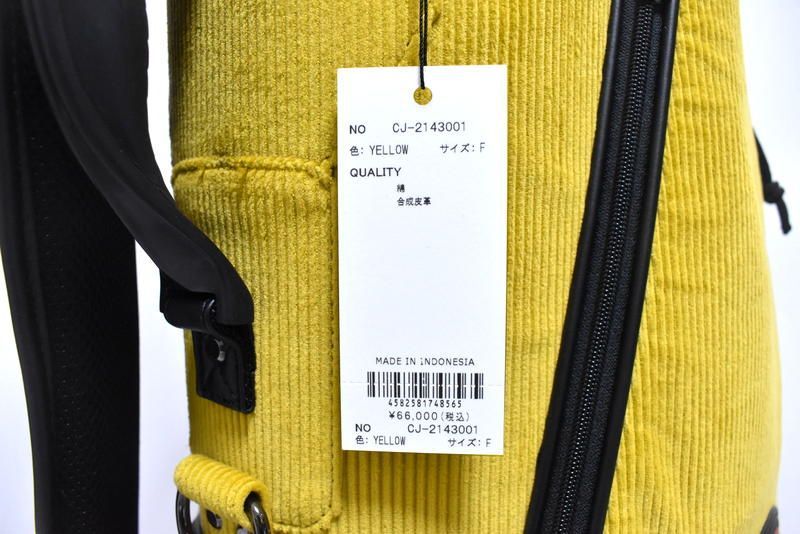 NO CJ-2143001
色: YELLOW サイズ: F
QUALITY
綿
合成皮革
MADE IN INDONESIA
4582581748565
¥66,000(税込)
NO CJ-2143001
色: YELLOW サイズ: F